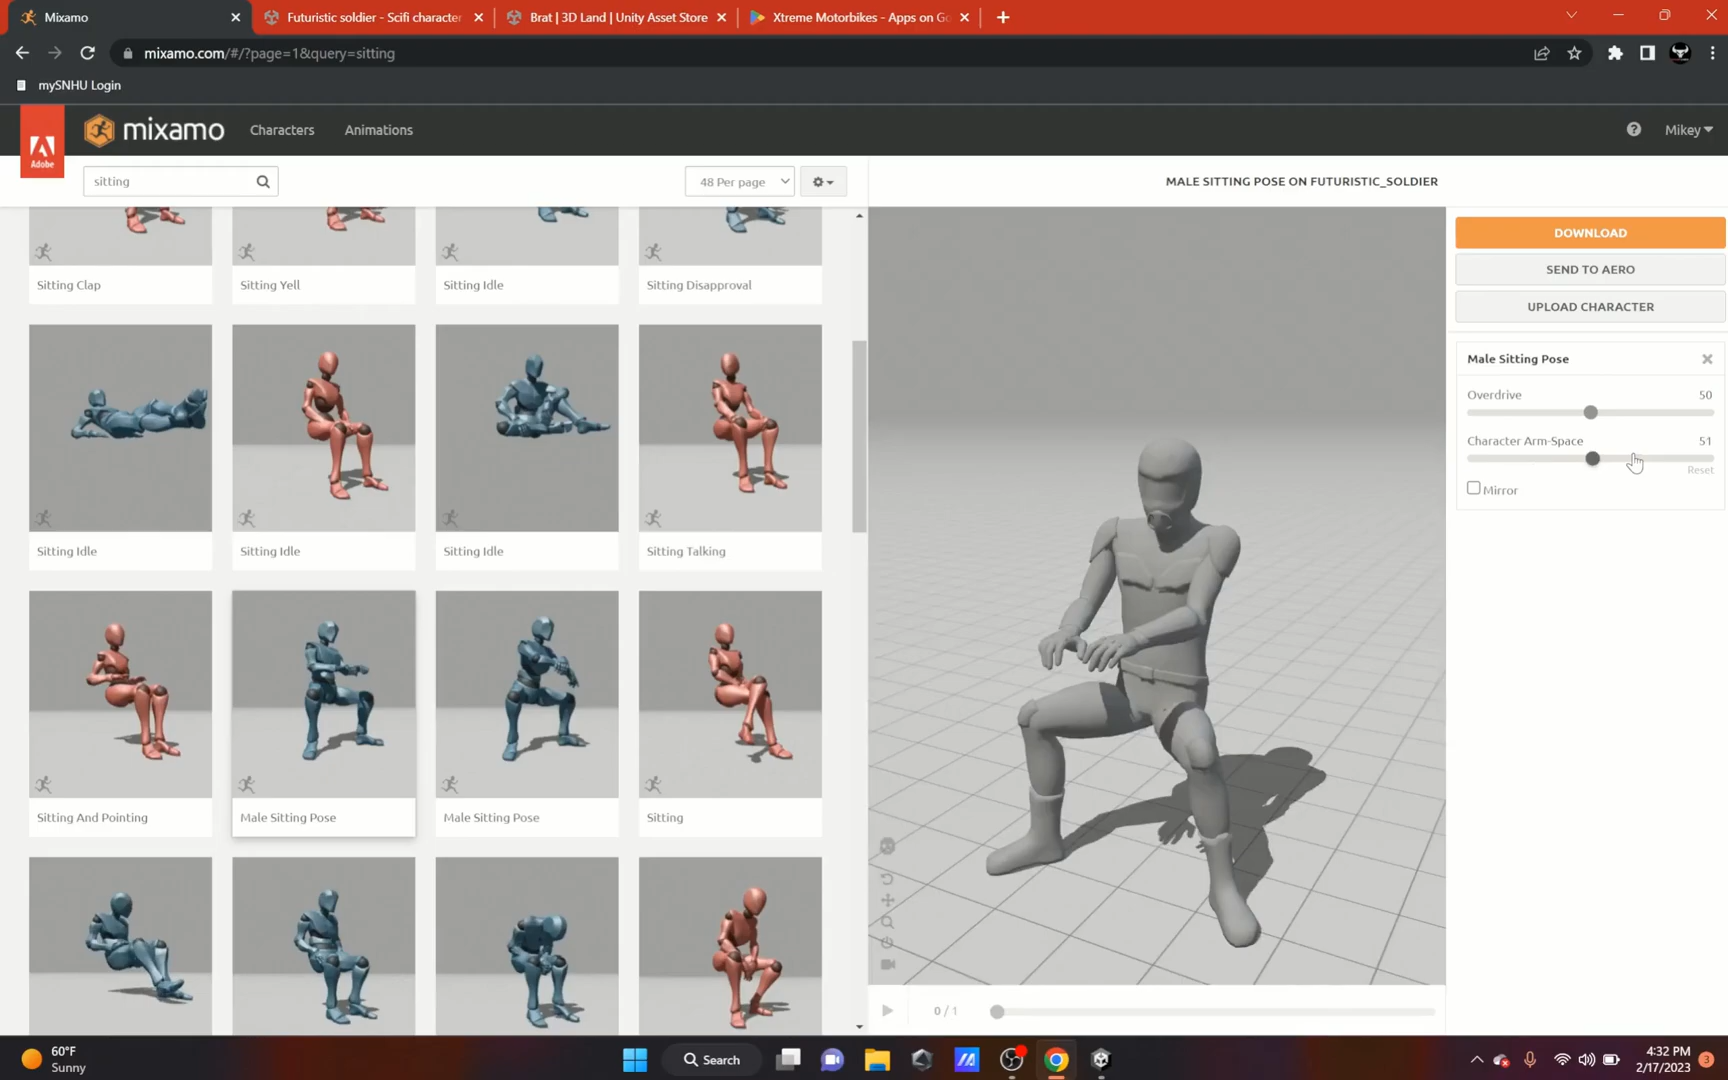 Mixamo
Futuristic soldier - Scifi character
Brat | 3D Land | Unity Asset Store
Xtreme Motorbikes - Apps on Go
mixamo.com/#/?page=1&query=sitting
mySNHU Login
Adobe
mixamo
Characters
Animations
Mikey
sitting
48 Per page
MALE SITTING POSE ON FUTURISTIC_SOLDIER
Sitting Clap
Sitting Yell
Sitting Idle
Sitting Disapproval
Sitting Idle
Sitting Idle
Sitting Idle
Sitting Talking
Sitting And Pointing
Male Sitting Pose
Male Sitting Pose
Sitting
DOWNLOAD
SEND TO AERO
UPLOAD CHARACTER
Male Sitting Pose
Overdrive 50
Character Arm-Space 51
Reset
Mirror
0 / 1
60°F
Sunny
Search
4:32 PM
2/17/2023
3